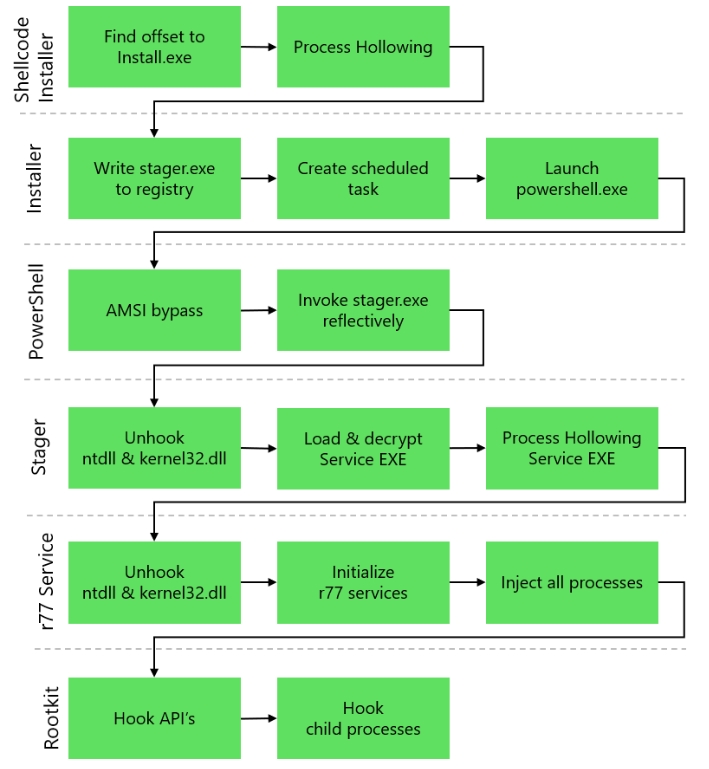 Shellcode
Installer
Find offset to
Install.exe
Process Hollowing
Installer
Write stager.exe
to registry
Create scheduled
task
Launch
powershell.exe
PowerShell
AMSI bypass
Invoke stager.exe
reflectively
Stager
Unhook
ntdll & kernel32.dll
Load & decrypt
Service EXE
Process Hollowing
Service EXE
r77 Service
Unhook
ntdll & kernel32.dll
Initialize
r77 services
Inject all processes
Rootkit
Hook API's
Hook
child processes